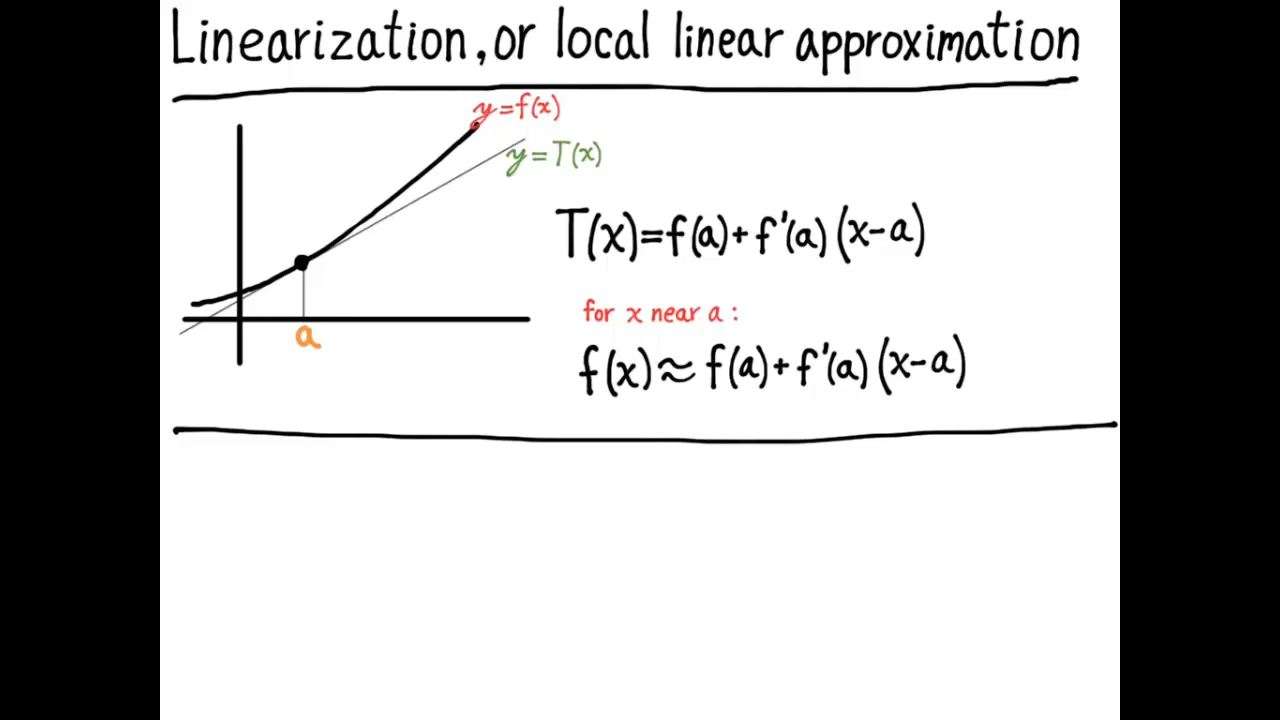 Linearization, or local linear approximation
y=f(x)
y=T(x)
T(x)=f(a)+f'(a)(x-a)
for x near a:
a
f(x)≈f(a)+f'(a)(x-a)